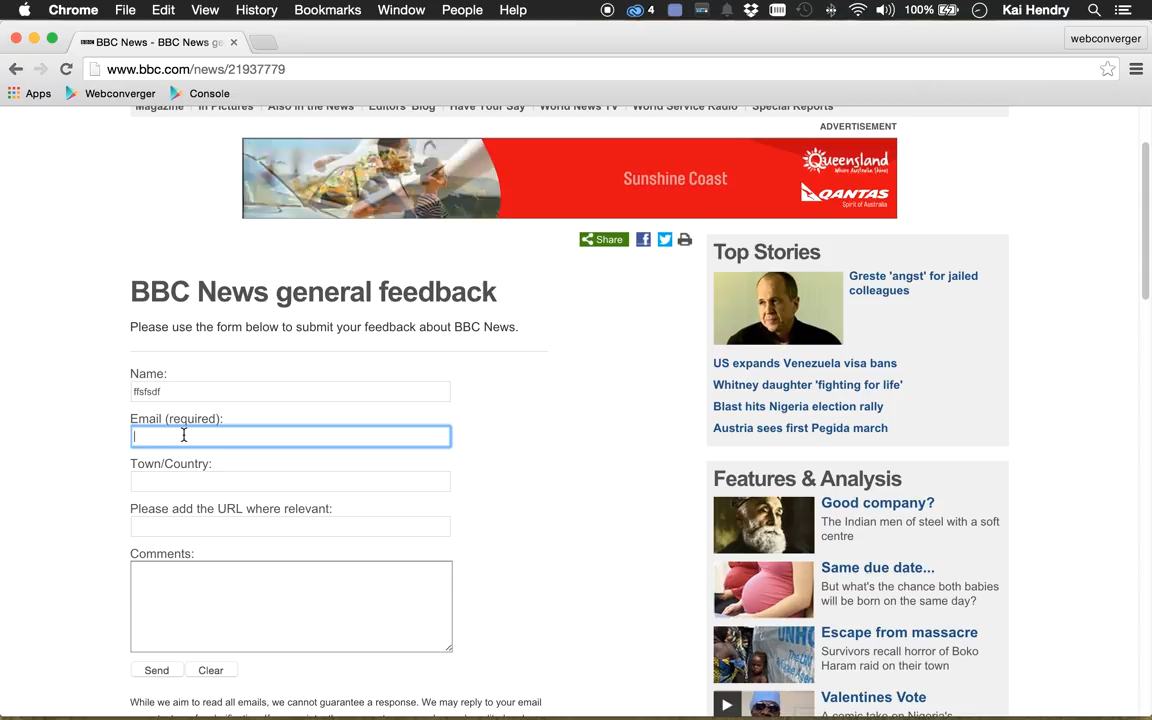 Chrome File Edit View History Bookmarks Window People Help 4 100% Kai Hendry
BBC News - BBC News ge
webconverger
www.bbc.com/news/21937779
Apps Webconverger Console
Magazine In Pictures Also in the News Editors' Blog Have Your Say World News TV World Service Radio Special Reports
ADVERTISEMENT
Sunshine Coast
Queensland
Where Australia Shines
QANTAS
Spirit of Australia
Share
BBC News general feedback
Please use the form below to submit your feedback about BBC News.
Name:
ffsfsdf
Email (required):
Town/Country:
Please add the URL where relevant:
Comments:
Send Clear
While we aim to read all emails, we cannot guarantee a response. We may reply to your email
Top Stories
Greste 'angst' for jailed
colleagues
US expands Venezuela visa bans
Whitney daughter 'fighting for life'
Blast hits Nigeria election rally
Austria sees first Pegida march
Features & Analysis
Good company?
The Indian men of steel with a soft
centre
Same due date...
But what's the chance both babies
will be born on the same day?
Escape from massacre
Survivors recall horror of Boko
Haram raid on their town
UNHC
Valentines Vote
A comic take on Nigeria's